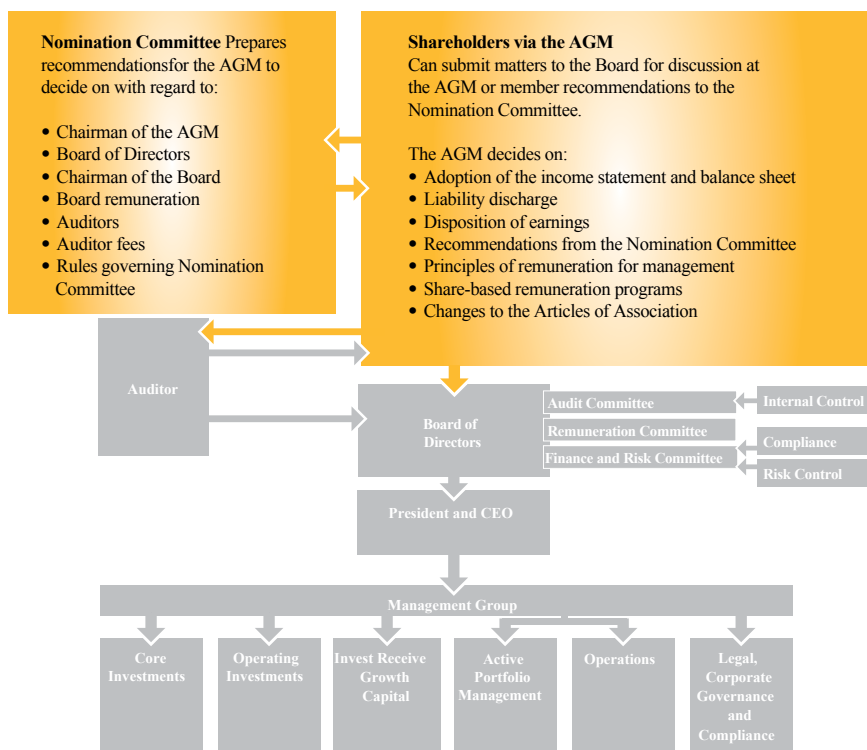 Nomination Committee Prepares
recommendationsfor the AGM to
decide on with regard to:
• Chairman of the AGM
• Board of Directors
• Chairman of the Board
• Board remuneration
• Auditors
• Auditor fees
• Rules governing Nomination
Committee
Shareholders via the AGM
Can submit matters to the Board for discussion at
the AGM or member recommendations to the
Nomination Committee.
The AGM decides on:
• Adoption of the income statement and balance sheet
• Liability discharge
• Disposition of earnings
• Recommendations from the Nomination Committee
• Principles of remuneration for management
• Share-based remuneration programs
• Changes to the Articles of Association
Auditor
Board of
Directors
Audit Committee
Remuneration Committee
Finance and Risk Committee
Internal Control
Compliance
Risk Control
President and CEO
Management Group
Core
Investments
Operating
Investments
Invest Receive
Growth
Capital
Active
Portfolio
Management
Operations
Legal,
Corporate
Governance
and
Compliance